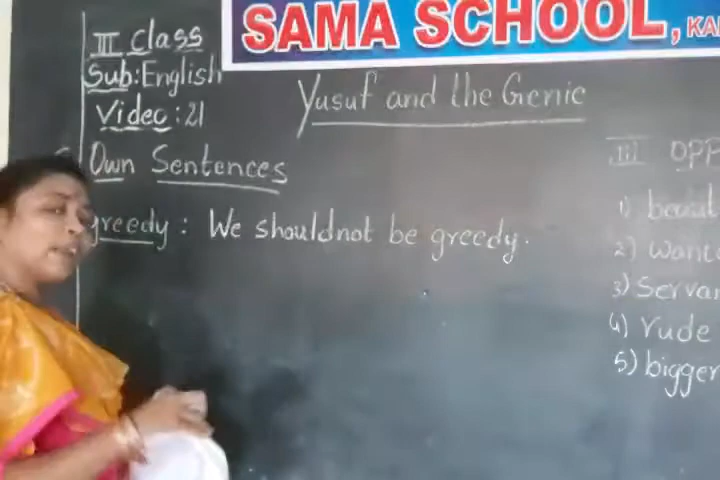 SAMA SCHOOL,
III Class
Sub: English
Video: 21
Yusuf and the Genie
Own Sentences
greedy : We shouldnot be greedy.
III
1)
2)
3)
4) rude
5) bigger